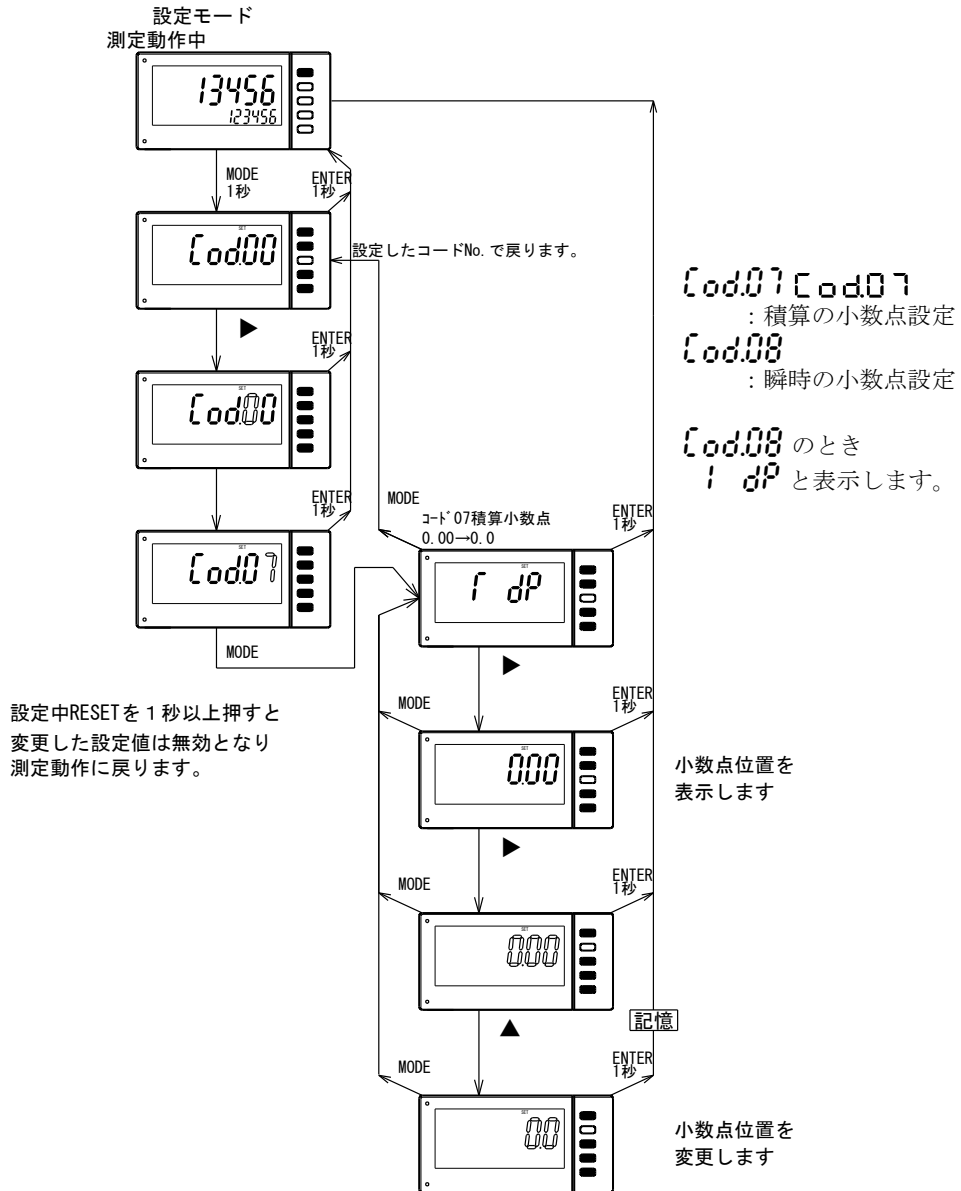 設定モード
測定動作中
13456
123456
MODE
1秒
ENTER
1秒
SET
Cod.00
設定したコードNo.で戻ります。
▶
ENTER
1秒
SET
Cod.00
ENTER
1秒
SET
Cod.07
MODE
Cod.07 Cod.07
：積算の小数点設定
Cod.08
：瞬時の小数点設定
Cod.08 のとき
I dP と表示します。
MODE
コード07積算小数点
0.00→0.0
ENTER
1秒
SET
T dP
▶
設定中RESETを１秒以上押すと
変更した設定値は無効となり
測定動作に戻ります。
MODE
ENTER
1秒
SET
0.00
小数点位置を
表示します
▶
MODE
ENTER
1秒
SET
0.00
▲
記憶
MODE
ENTER
1秒
SET
0.0
小数点位置を
変更します